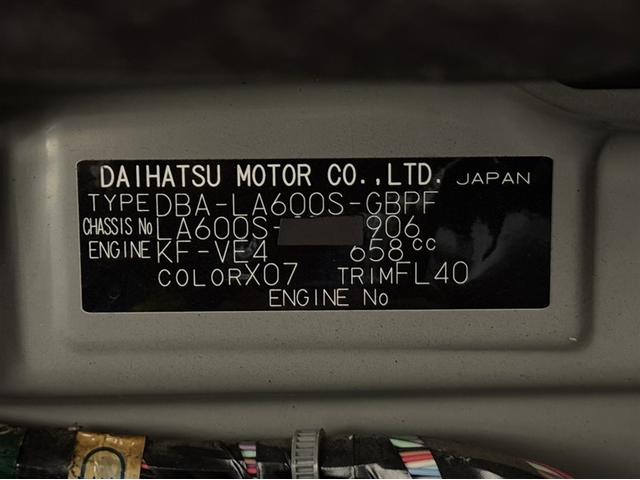 DAIHATSU MOTOR CO.,LTD. JAPAN
TYPE DBA-LA600S-GBPF
CHASSIS No LA600S- 906
ENGINE KF-VE4 658cc
COLOR X07 TRIM FL40
ENGINE No